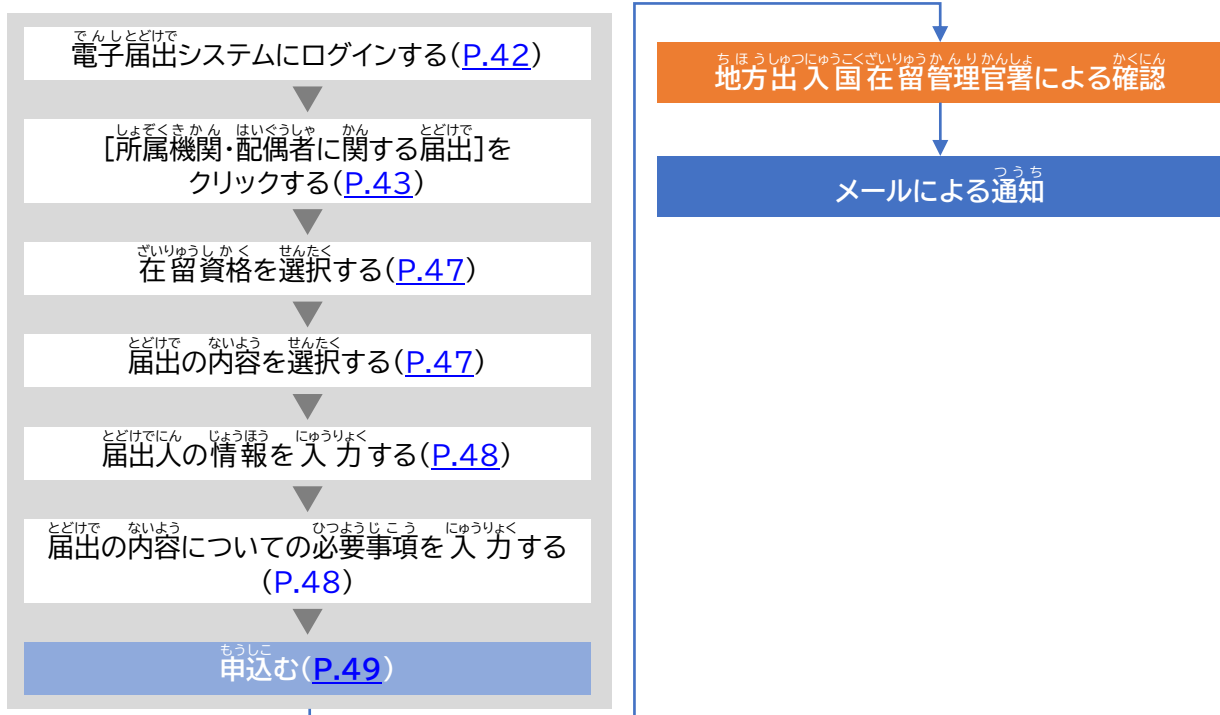 でんしとどけで
電子届出システムにログインする(P.42)
しょぞくきかん はいぐうしゃ かん とどけで
[所属機関・配偶者に関する届出]を
クリックする(P.43)
ざいりゅうしかく せんたく
在留資格を選択する(P.47)
とどけで ないよう せんたく
届出の内容を選択する(P.47)
とどけでにん じょうほう にゅうりょく
届出人の情報を入力する(P.48)
とどけで ないよう ひつようじこう にゅうりょく
届出の内容についての必要事項を入力する
(P.48)
もうしこ
申込む(P.49)
ちほうしゅつにゅうこくざいりゅうかんりかんしょ かくにん
地方出入国在留管理官署による確認
つうち
メールによる通知